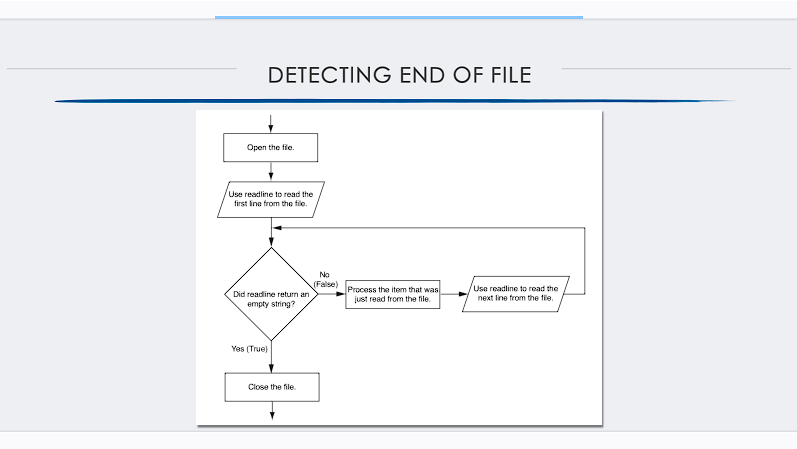 DETECTING END OF FILE
Open the file.
Use readline to read the
first line from the file.
Did readline return an
empty string?
No
(False)
Process the item that was
just read from the file.
Use readline to read the
next line from the file.
Yes (True)
Close the file.